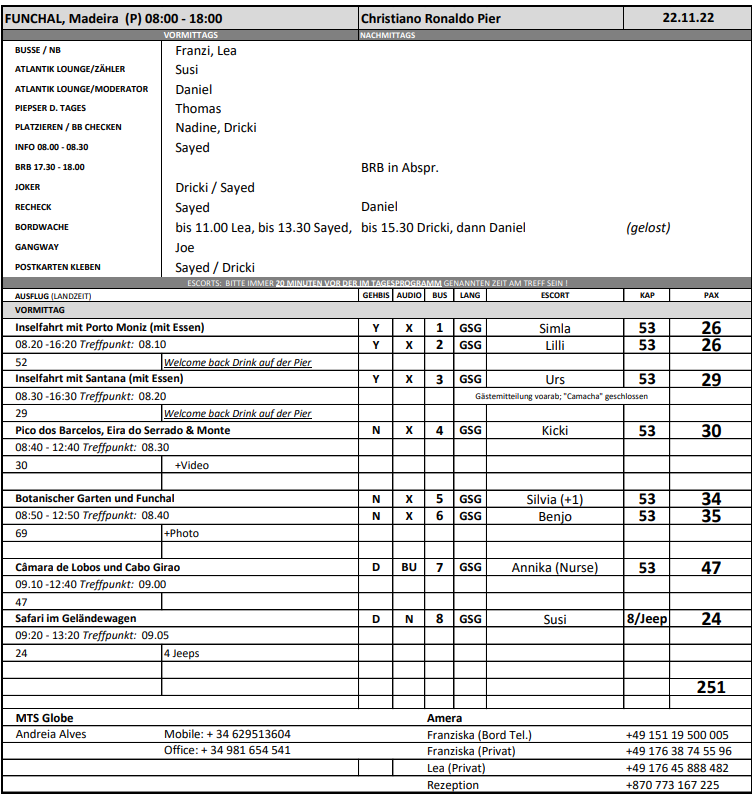 FUNCHAL, Madeira (P) 08:00 - 18:00 Christiano Ronaldo Pier 22.11.22
VORMITTAGS NACHMITTAGS
BUSSE / NB Franzi, Lea
ATLANTIK LOUNGE/ZÄHLER Susi
ATLANTIK LOUNGE/MODERATOR Daniel
PIEPSER D. TAGES Thomas
PLATZIEREN / BB CHECKEN Nadine, Dricki
INFO 08.00 - 08.30 Sayed
BRB 17.30 - 18.00 BRB in Abspr.
JOKER Dricki / Sayed
RECHECK Sayed Daniel
BORDWACHE bis 11.00 Lea, bis 13.30 Sayed, bis 15.30 Dricki, dann Daniel (gelost)
GANGWAY Joe
POSTKARTEN KLEBEN Sayed / Dricki
ESCORTS: BITTE IMMER 20 MINUTEN VOR DER IM TAGESPROGRAMM GENANNTEN ZEIT AM TREFF SEIN !
AUSFLUG (LANDZEIT) GEHBIS AUDIO BUS LANG ESCORT KAP PAX
VORMITTAG
Inselfahrt mit Porto Moniz (mit Essen) Y X 1 GSG Simla 53 26
08.20 -16:20 Treffpunkt: 08.10 Y X 2 GSG Lilli 53 26
52 Welcome back Drink auf der Pier
Inselfahrt mit Santana (mit Essen) Y X 3 GSG Urs 53 29
08.30 -16:30 Treffpunkt: 08.20 Gästemitteilung voarab; "Camacha" geschlossen
29 Welcome back Drink auf der Pier
Pico dos Barcelos, Eira do Serrado & Monte N X 4 GSG Kicki 53 30
08:40 - 12:40 Treffpunkt: 08.30
30 +Video
Botanischer Garten und Funchal N X 5 GSG Silvia (+1) 53 34
08:50 - 12:50 Treffpunkt: 08.40 N X 6 GSG Benjo 53 35
69 +Photo
Câmara de Lobos und Cabo Girao D BU 7 GSG Annika (Nurse) 53 47
09.10 -12:40 Treffpunkt: 09.00
47
Safari im Geländewagen D N 8 GSG Susi 8/Jeep 24
09:20 - 13:20 Treffpunkt: 09.05
24 4 Jeeps
251
MTS Globe Amera
Andreia Alves Mobile: + 34 629513604 Franziska (Bord Tel.) +49 151 19 500 005
Office: + 34 981 654 541 Franziska (Privat) +49 176 38 74 55 96
Lea (Privat) +49 176 45 888 482
Rezeption +870 773 167 225